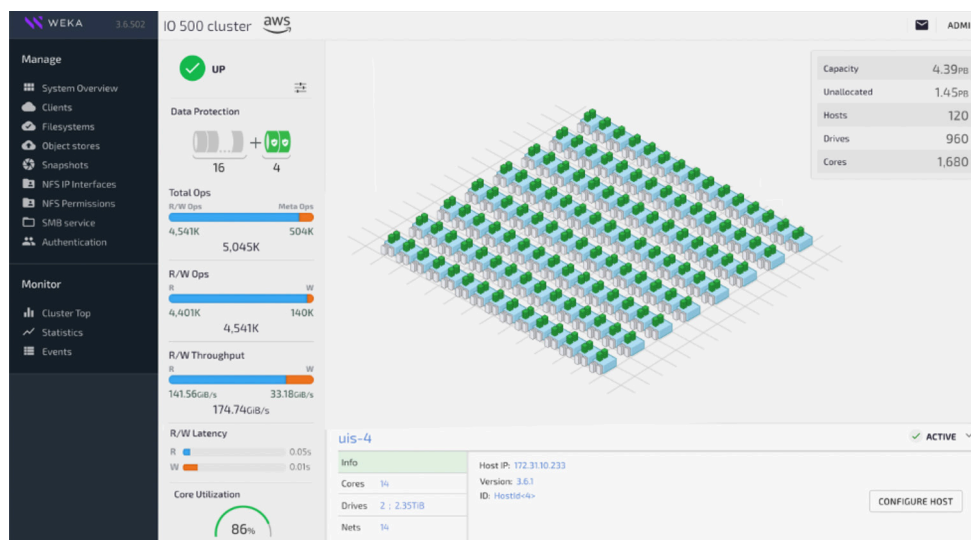 WEKA 3.6.502
IO 500 cluster aws
ADMI
Manage
System Overview
Clients
Filesystems
Object stores
Snapshots
NFS IP Interfaces
NFS Permissions
SMB service
Authentication
Monitor
Cluster Top
Statistics
Events
UP
Data Protection
... +
16 4
Total Ops
R/W Ops Meta Ops
4,541K 504K
5,045K
R/W Ops
R W
4,401K 140K
4,541K
R/W Throughput
R W
141.56GiB/s 33.18GiB/s
174.74GiB/s
R/W Latency
R 0.05s
W 0.01s
Core Utilization
86%
Capacity 4.39PB
Unallocated 1.45PB
Hosts 120
Drives 960
Cores 1,680
uis-4
ACTIVE
Info
Cores 14
Drives 2 : 2.35TiB
Nets 14
Host IP: 172.31.10.233
Version: 3.6.1
ID: HostId<4>
CONFIGURE HOST